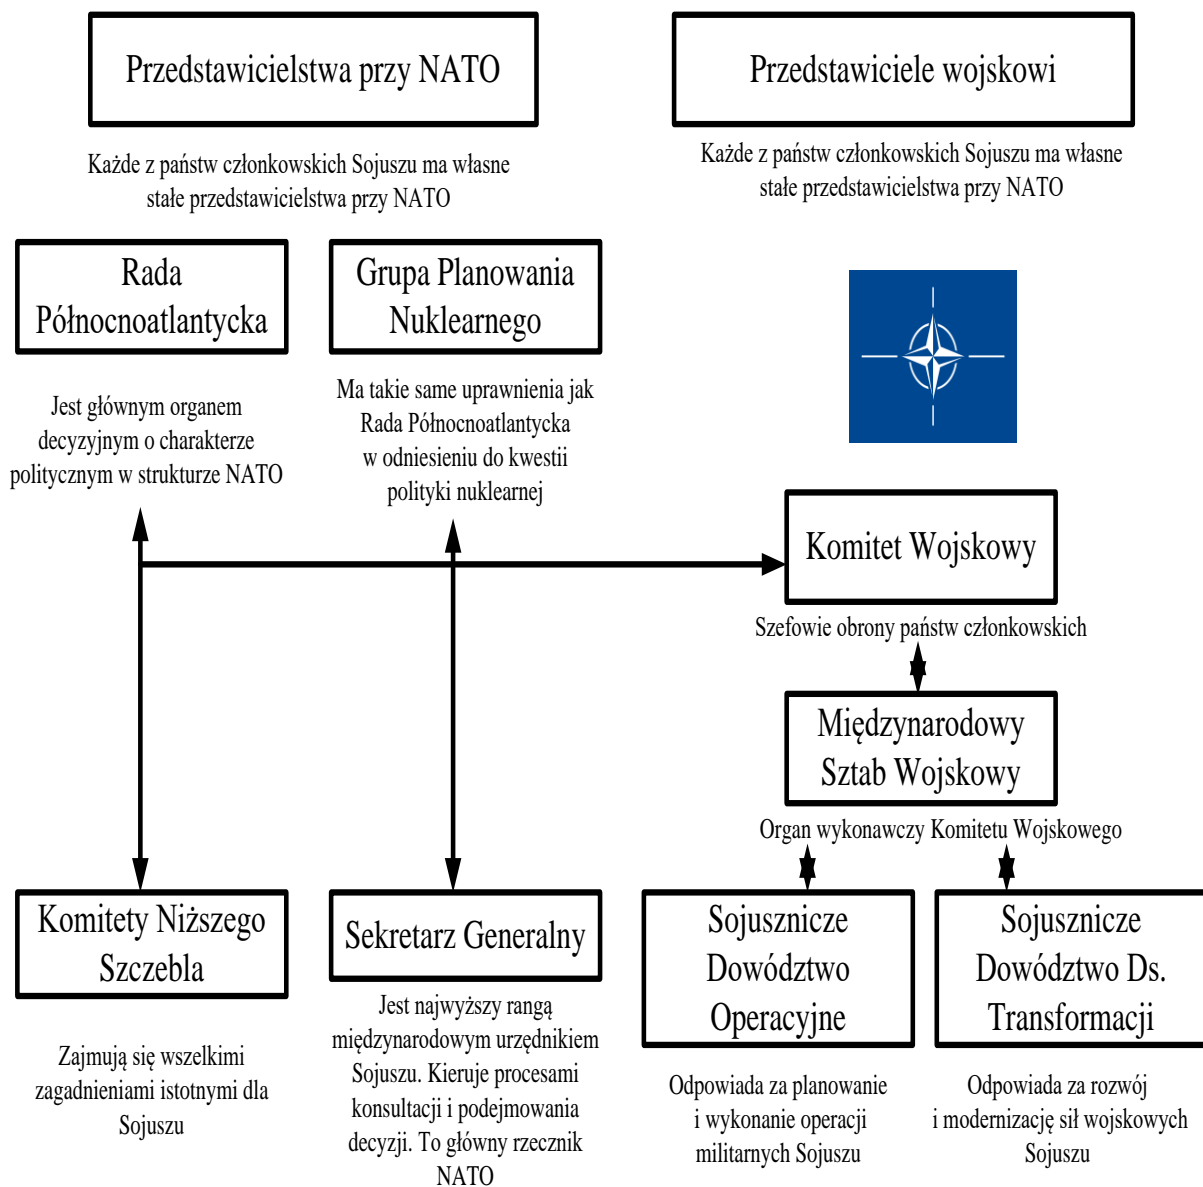 Przedstawicielstwa przy NATO
Każde z państw członkowskich Sojuszu ma własne
stałe przedstawicielstwa przy NATO
Przedstawiciele wojskowi
Każde z państw członkowskich Sojuszu ma własne
stałe przedstawicielstwa przy NATO
Rada
Północnoatlantycka
Jest głównym organem
decyzyjnym o charakterze
politycznym w strukturze NATO
Grupa Planowania
Nuklearnego
Ma takie same uprawnienia jak
Rada Północnoatlantycka
w odniesieniu do kwestii
polityki nuklearnej
Komitet Wojskowy
Szefowie obrony państw członkowskich
Międzynarodowy
Sztab Wojskowy
Organ wykonawczy Komitetu Wojskowego
Komitety Niższego
Szczebla
Zajmują się wszelkimi
zagadnieniami istotnymi dla
Sojuszu
Sekretarz Generalny
Jest najwyższy rangą
międzynarodowym urzędnikiem
Sojuszu. Kieruje procesami
konsultacji i podejmowania
decyzji. To główny rzecznik
NATO
Sojusznicze
Dowództwo
Operacyjne
Odpowiada za planowanie
i wykonanie operacji
militarnych Sojuszu
Sojusznicze
Dowództwo Ds.
Transformacji
Odpowiada za rozwój
i modernizację sił wojskowych
Sojuszu